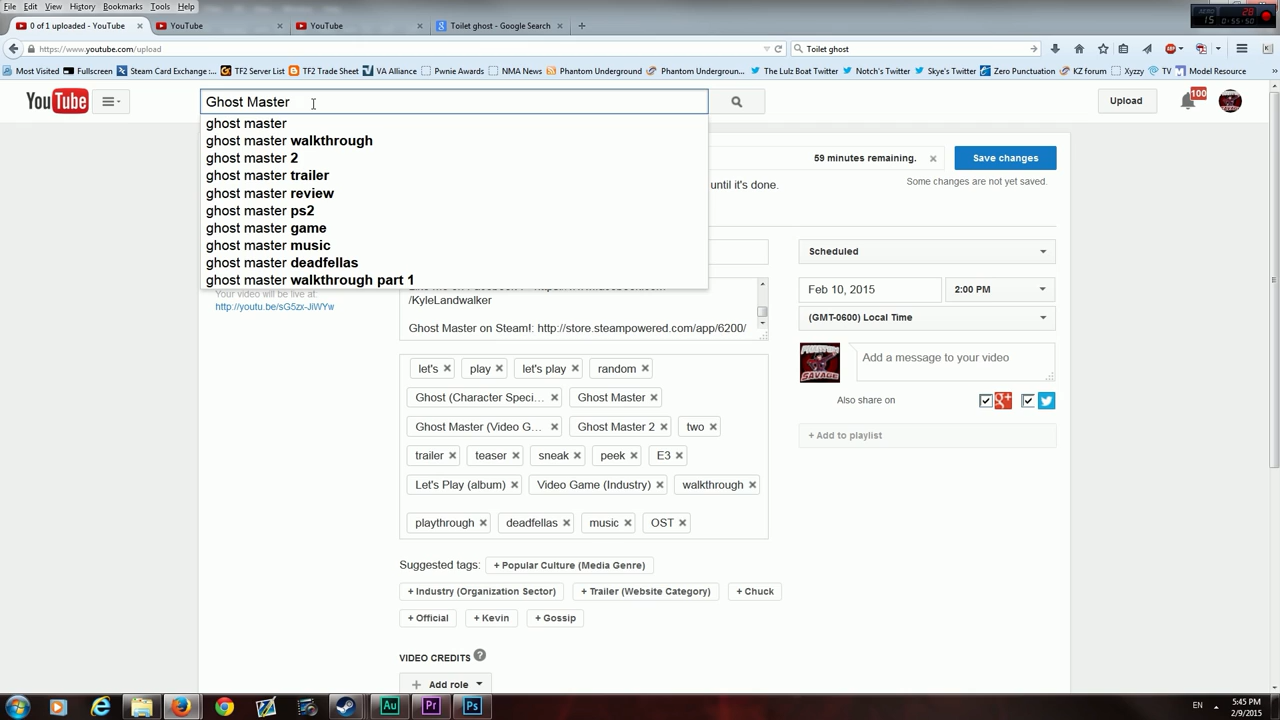 File Edit View History Bookmarks Tools Help
0 of 1 uploaded - YouTube × YouTube × YouTube × Toilet ghost - Google Search × +
https://www.youtube.com/upload Toilet ghost
Most Visited Fullscreen Steam Card Exchange :... TF2 Server List TF2 Trade Sheet VA Alliance Pwnie Awards NMA News Phantom Underground Phantom Underground... The Lulz Boat Twitter Notch's Twitter Skye's Twitter Zero Punctuation KZ forum Xyzzy TV Model Resource
28
15 0:55:50
YouTube Ghost Master Upload 100
ghost master
ghost master walkthrough
ghost master 2
ghost master trailer
ghost master review
ghost master ps2
ghost master game
ghost master music
ghost master deadfellas
ghost master walkthrough part 1
59 minutes remaining. × Save changes
until it's done. Some changes are not yet saved.
Scheduled
Feb 10, 2015 2:00 PM
(GMT-0600) Local Time
Your video will be live at:
http://youtu.be/sG5zx-JiWYw
/KyleLandwalker
Ghost Master on Steam!: http://store.steampowered.com/app/6200/
Add a message to your video
Also share on
+ Add to playlist
let's × play × let's play × random ×
Ghost (Character Speci... × Ghost Master ×
Ghost Master (Video G... × Ghost Master 2 × two ×
trailer × teaser × sneak × peek × E3 ×
Let's Play (album) × Video Game (Industry) × walkthrough ×
playthrough × deadfellas × music × OST ×
Suggested tags: + Popular Culture (Media Genre)
+ Industry (Organization Sector) + Trailer (Website Category) + Chuck
+ Official + Kevin + Gossip
VIDEO CREDITS ?
+ Add role
Au Pr Ps EN 5:45 PM
2/9/2015